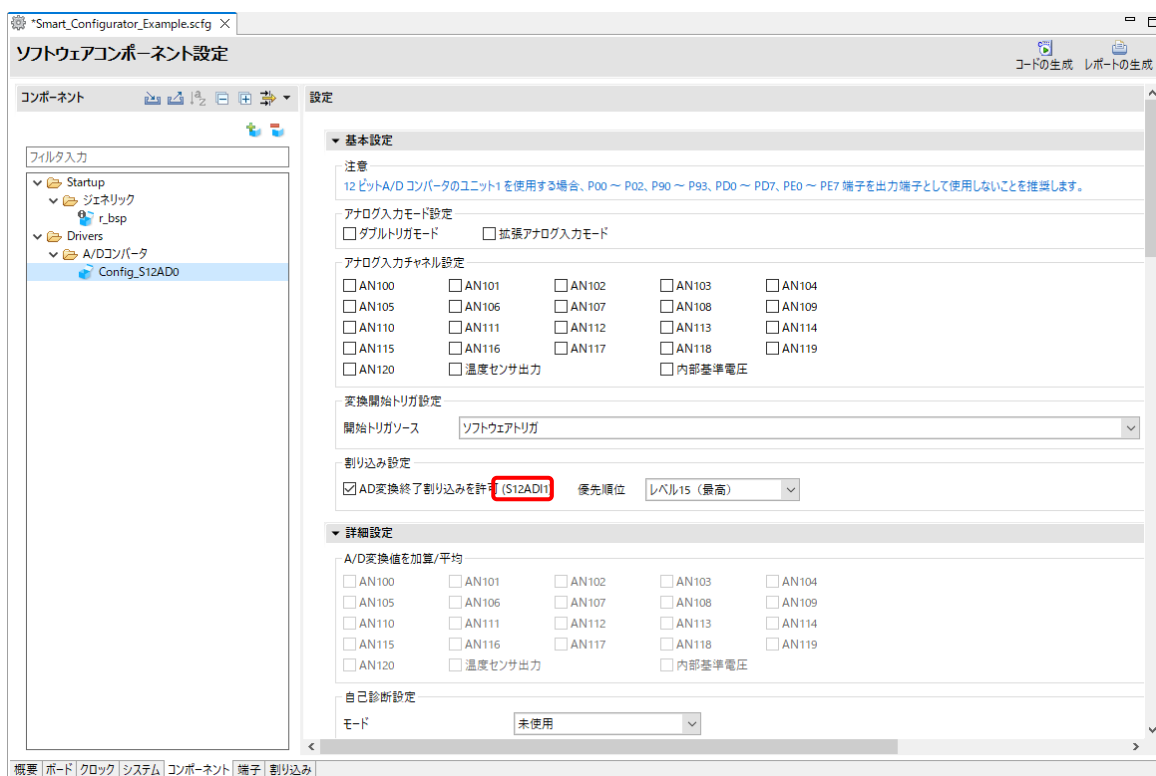 *Smart_Configurator_Example.scfg
ソフトウェアコンポーネント設定
コードの生成 レポートの生成
コンポーネント
設定
フィルタ入力
Startup
ジェネリック
r_bsp
Drivers
A/Dコンバータ
Config_S12AD0
基本設定
注意
12 ビットA/D コンバータのユニット1 を使用する場合、P00 ～ P02、P90 ～ P93、PD0 ～ PD7、PE0 ～ PE7 端子を出力端子として使用しないことを推奨します。
アナログ入力モード設定
ダブルトリガモード 拡張アナログ入力モード
アナログ入力チャネル設定
AN100 AN101 AN102 AN103 AN104
AN105 AN106 AN107 AN108 AN109
AN110 AN111 AN112 AN113 AN114
AN115 AN116 AN117 AN118 AN119
AN120 温度センサ出力 内部基準電圧
変換開始トリガ設定
開始トリガソース ソフトウェアトリガ
割り込み設定
AD変換終了割り込みを許可 (S12ADI1) 優先順位 レベル15（最高）
詳細設定
A/D変換値を加算/平均
AN100 AN101 AN102 AN103 AN104
AN105 AN106 AN107 AN108 AN109
AN110 AN111 AN112 AN113 AN114
AN115 AN116 AN117 AN118 AN119
AN120 温度センサ出力 内部基準電圧
自己診断設定
モード 未使用
概要 ボード クロック システム コンポーネント 端子 割り込み